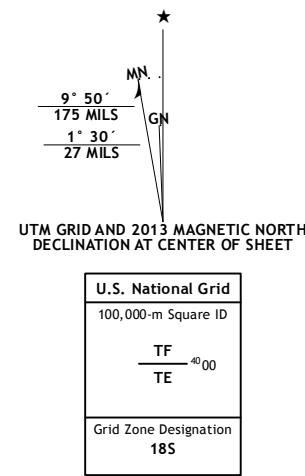 ★
MN
9° 50´
175 MILS
GN
1° 30´
27 MILS
UTM GRID AND 2013 MAGNETIC NORTH
DECLINATION AT CENTER OF SHEET
U.S. National Grid
100,000-m Square ID
TF
4000
TE
Grid Zone Designation
18S